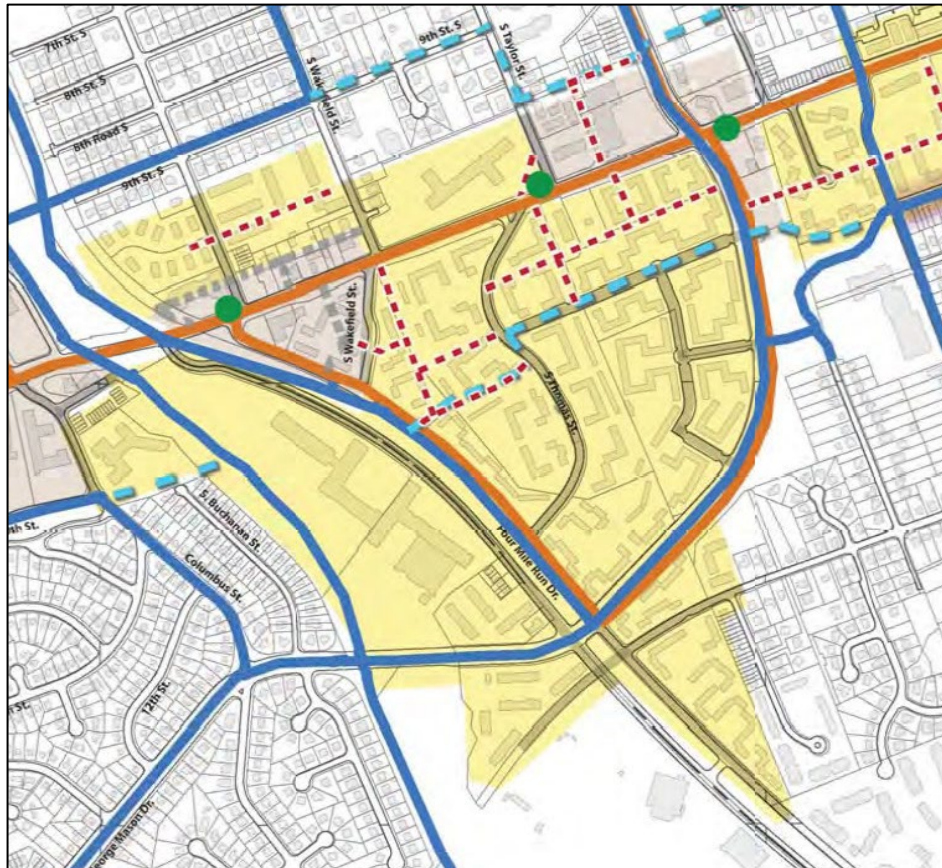 7th St. S
9th St. S
S Taylor St.
8th St. S
S Wakefield St.
8th Road S
9th St. S
S Wakefield St.
S Thomas St.
S. Buchanan St.
Four Mile Run Dr.
Columbus St.
12th St.
St.
George Mason Dr.